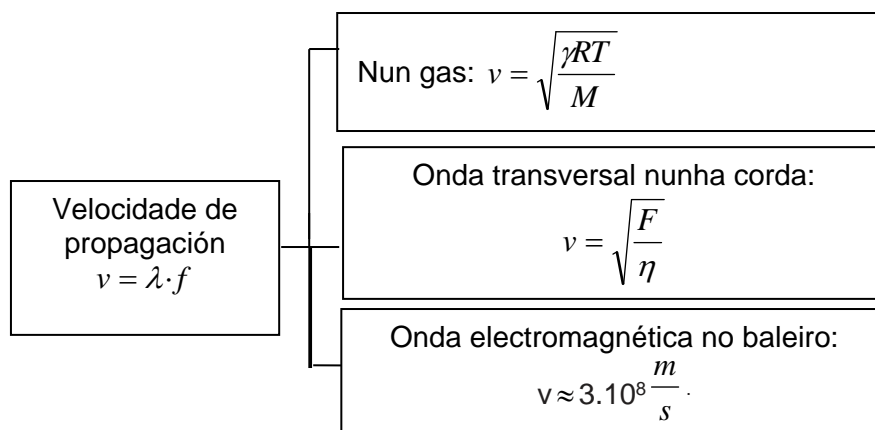 Nun gas: v = √(γRT/M)
Velocidade de
propagación
v = λ·f
Onda transversal nunha corda:
v = √(F/η)
Onda electromagnética no baleiro:
v ≈ 3.10⁸ m/s .